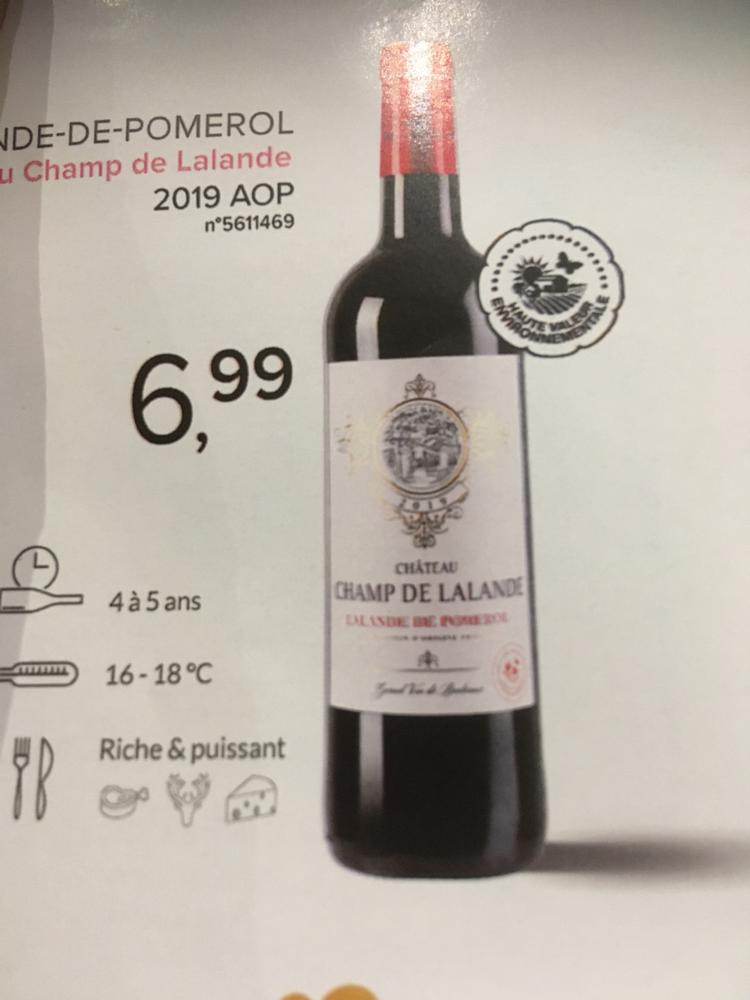 NDE-DE-POMEROL
u Champ de Lalande
2019 AOP
n°5611469
HAUTE VALEUR
ENVIRONNEMENTALE
6,99
2019
CHÂTEAU
CHAMP DE LALANDE
LALANDE DE POMEROL
Grand Vin de Bordeaux
4 à 5 ans
16 - 18 °C
Riche & puissant